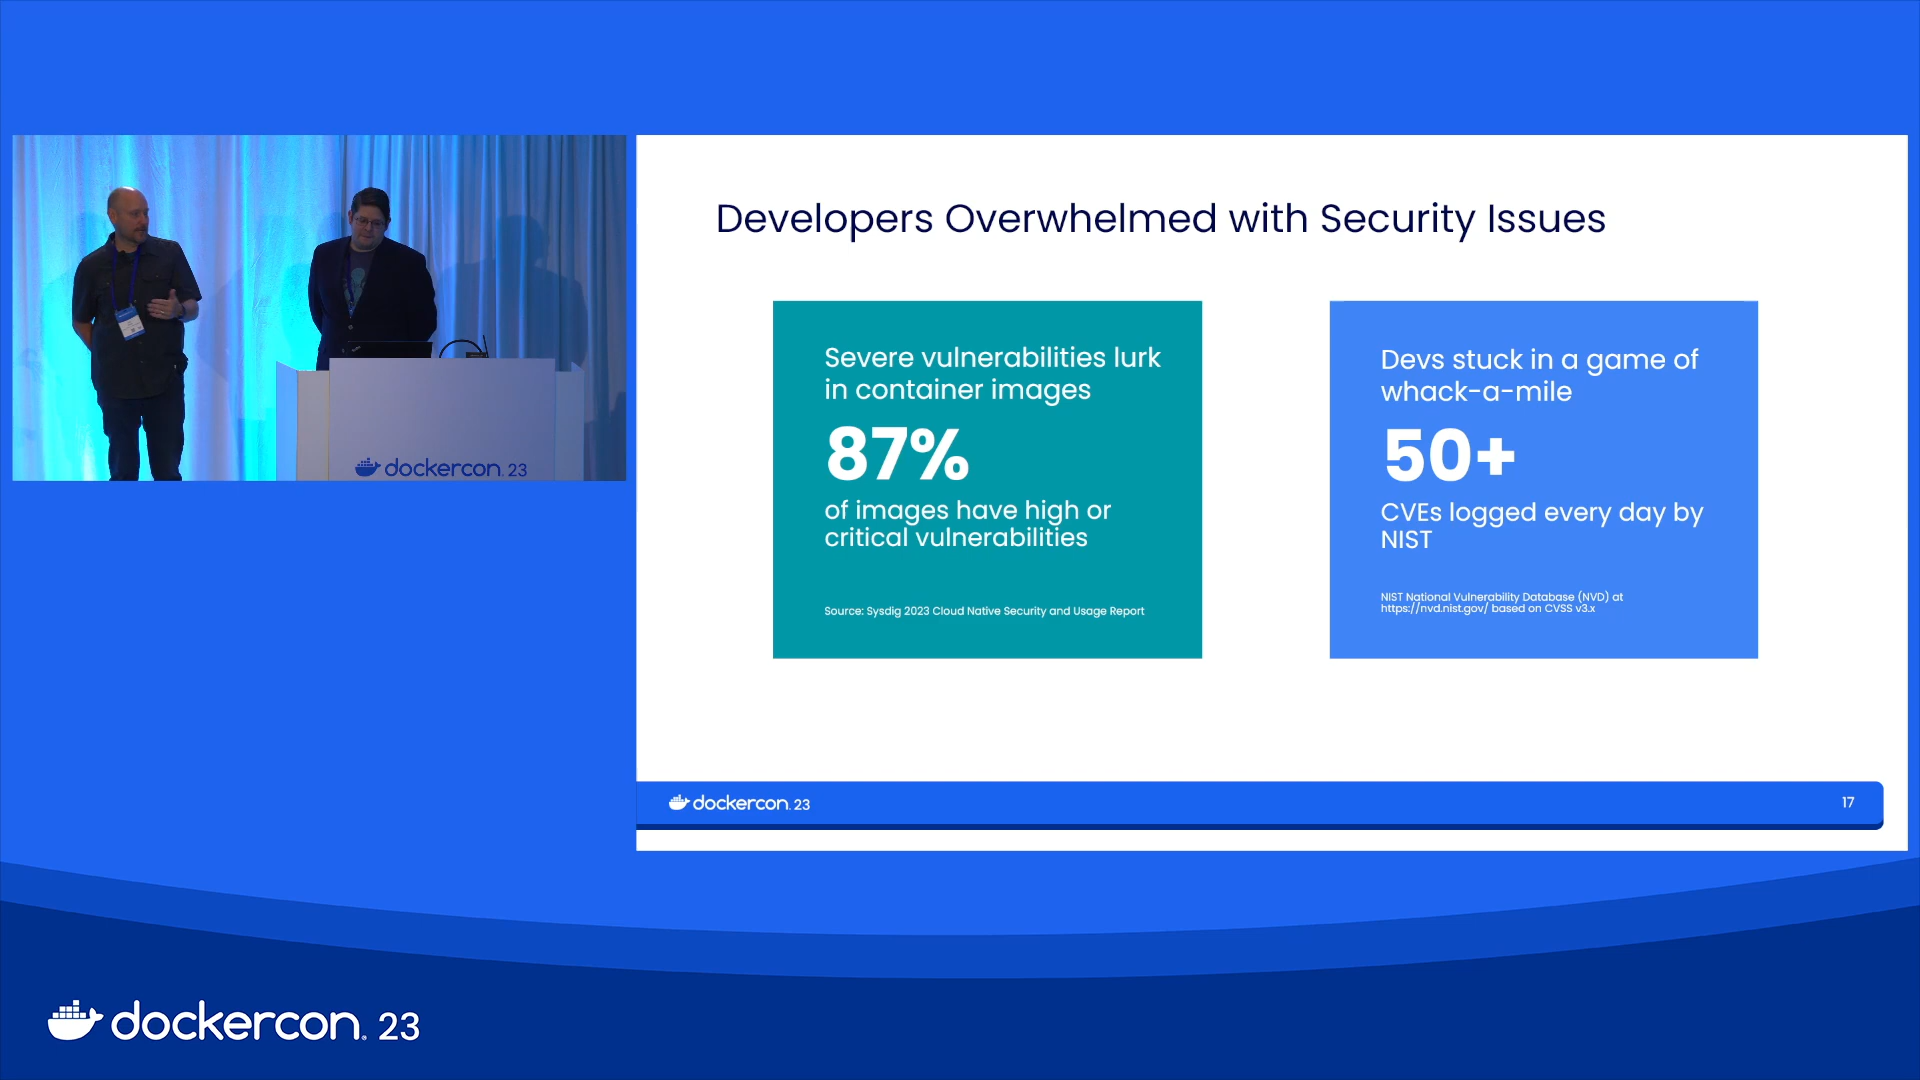 dockercon. 23
Developers Overwhelmed with Security Issues
Severe vulnerabilities lurk
in container images
87%
of images have high or
critical vulnerabilities
Source: Sysdig 2023 Cloud Native Security and Usage Report
Devs stuck in a game of
whack-a-mile
50+
CVEs logged every day by
NIST
NIST National Vulnerability Database (NVD) at
https://nvd.nist.gov/ based on CVSS v3.x
dockercon. 23
17
dockercon. 23